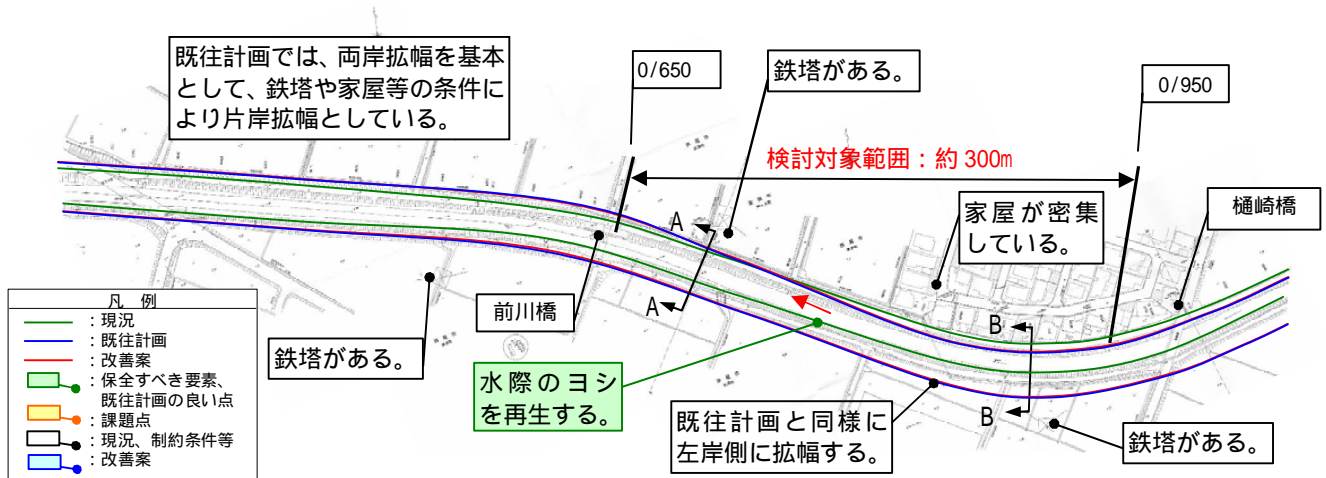 既往計画では、両岸拡幅を基本
として、鉄塔や家屋等の条件に
より片岸拡幅としている。
0/650
鉄塔がある。
0/950
検討対象範囲：約300m
家屋が密集
している。
樋崎橋
A
A
前川橋
B
B
鉄塔がある。
水際のヨシ
を再生する。
既往計画と同様に
左岸側に拡幅する。
鉄塔がある。
凡 例
：現況
：既往計画
：改善案
：保全すべき要素、
既往計画の良い点
：課題点
：現況、制約条件等
：改善案